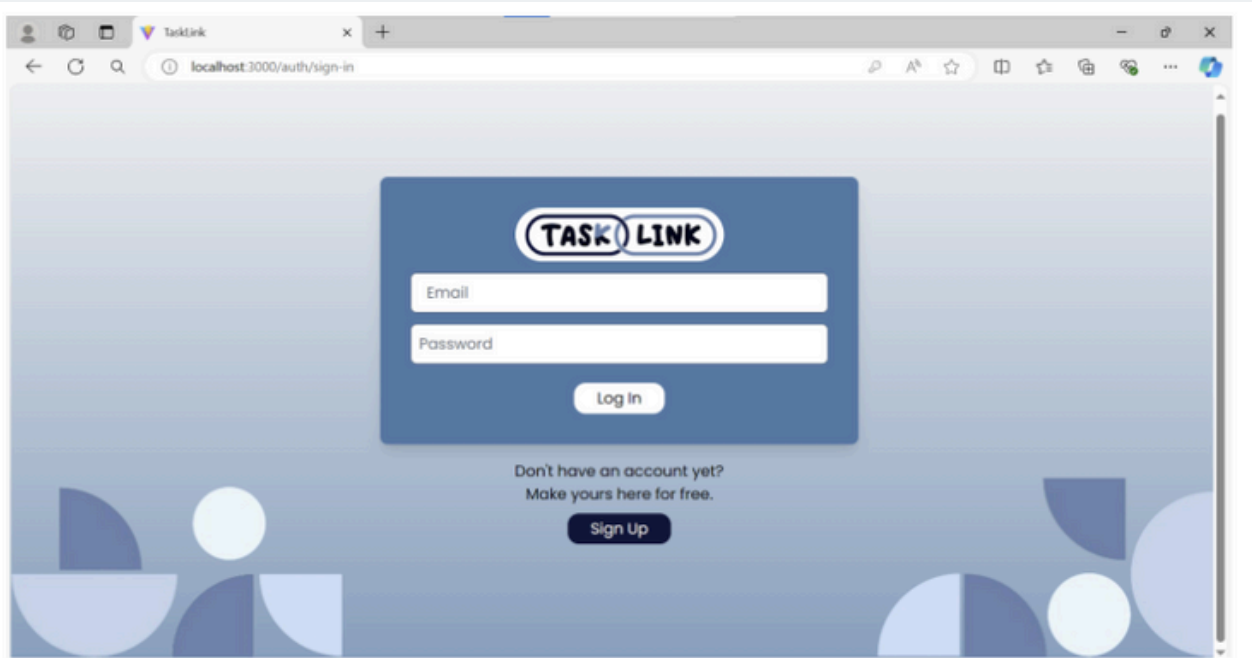 TaskLink
localhost:3000/auth/sign-in
TASK LINK
Email
Password
Log In
Don't have an account yet?
Make yours here for free.
Sign Up